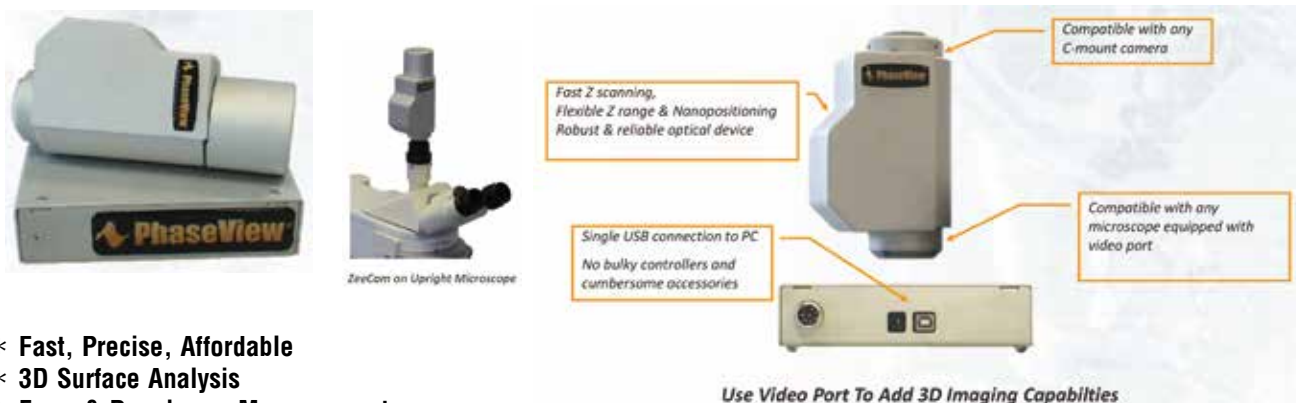 PhaseView
PhaseView
ZeeCam on Upright Microscope
PhaseView
Compatible with any
C-mount camera
Fast Z scanning,
Flexible Z range & Nanopositioning
Robust & reliable optical device
Compatible with any
microscope equipped with
video port
Single USB connection to PC
No bulky controllers and
cumbersome accessories
Use Video Port To Add 3D Imaging Capabilties
< Fast, Precise, Affordable
< 3D Surface Analysis